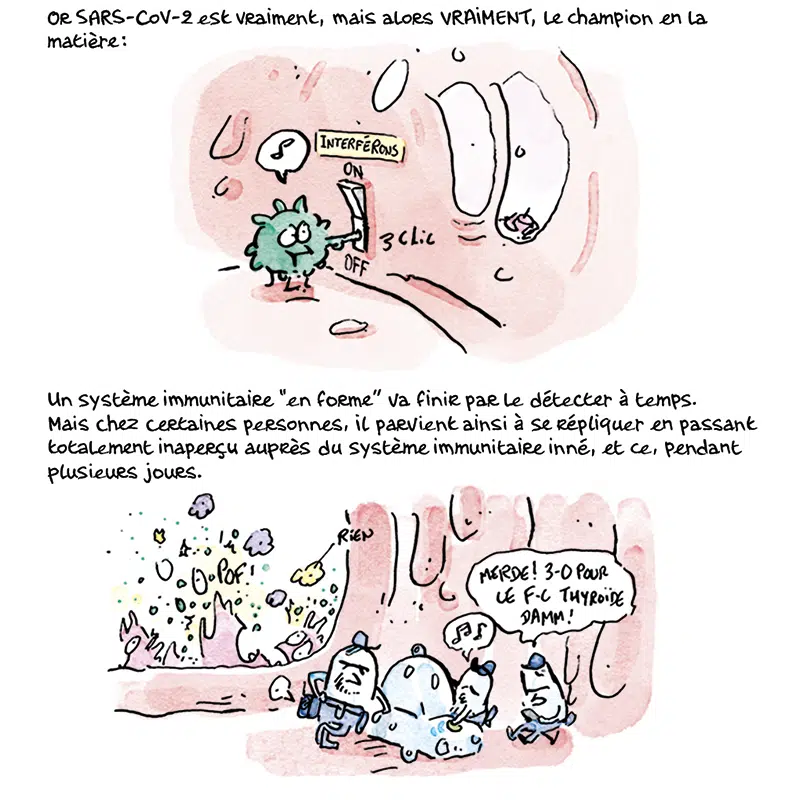 Or SARS-CoV-2 est vraiment, mais alors VRAIMENT, le champion en la
matière:
INTERFÉRONS
ON
CLIC
OFF
Un système immunitaire "en forme" va finir par le détecter à temps.
Mais chez certaines personnes, il parvient ainsi à se répliquer en passant
totalement inaperçu auprès du système immunitaire inné, et ce, pendant
plusieurs jours.
RIEN
POF!
MERDE! 3-0 POUR
LE F-C THYROÏDE
DAMM!